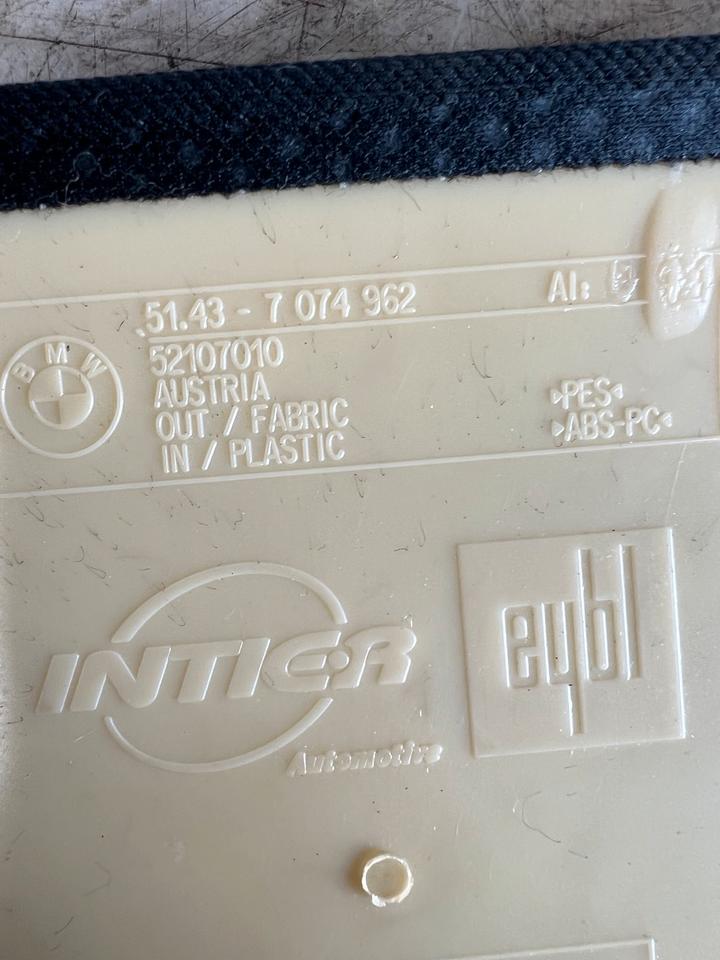 51.43 - 7 074 962
AI:
BMW
52107010
AUSTRIA
OUT / FABRIC
IN / PLASTIC
>PES<
>ABS-PC<
INTIER
Automotive
eybl